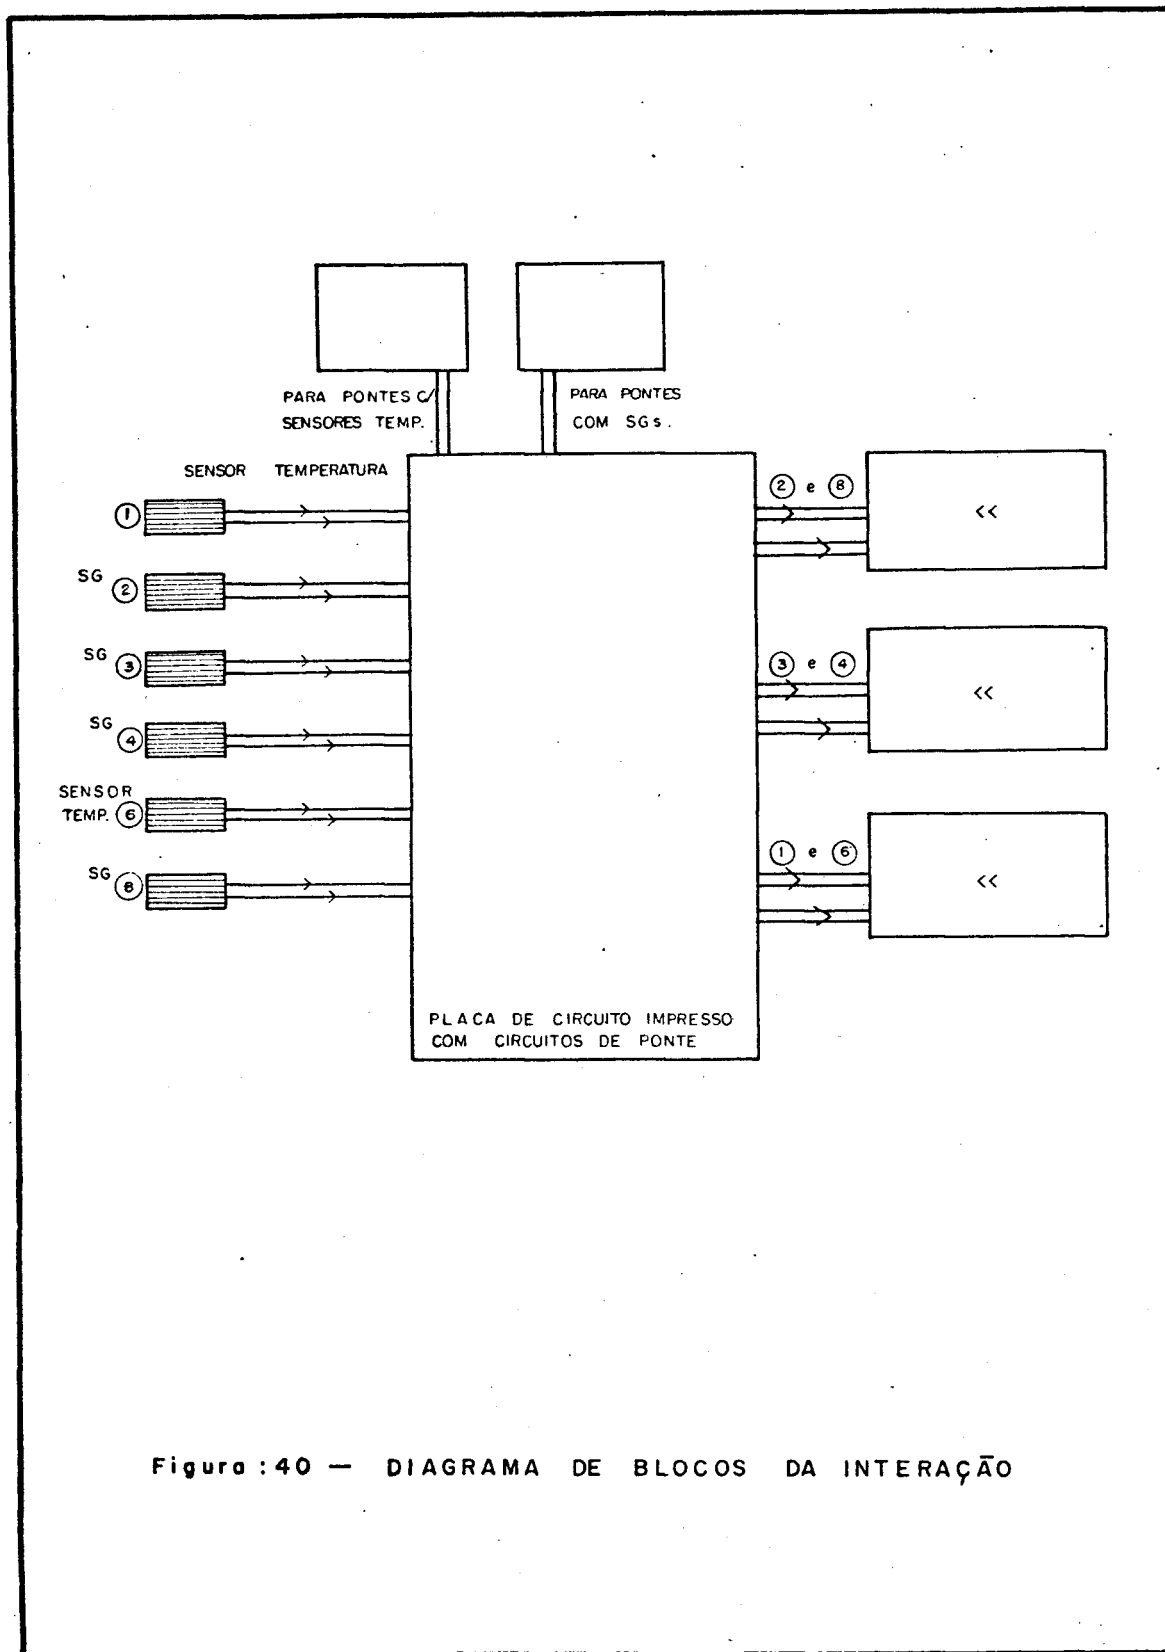 PARA PONTES C/
SENSORES TEMP.
PARA PONTES
COM SGs.
SENSOR TEMPERATURA
1
SG 2
SG 3
SG 4
SENSOR
TEMP. 6
SG 8
2 e 8
<<
3 e 4
<<
1 e 6
<<
PLACA DE CIRCUITO IMPRESSO
COM CIRCUITOS DE PONTE
Figura : 40 — DIAGRAMA DE BLOCOS DA INTERAÇÃO